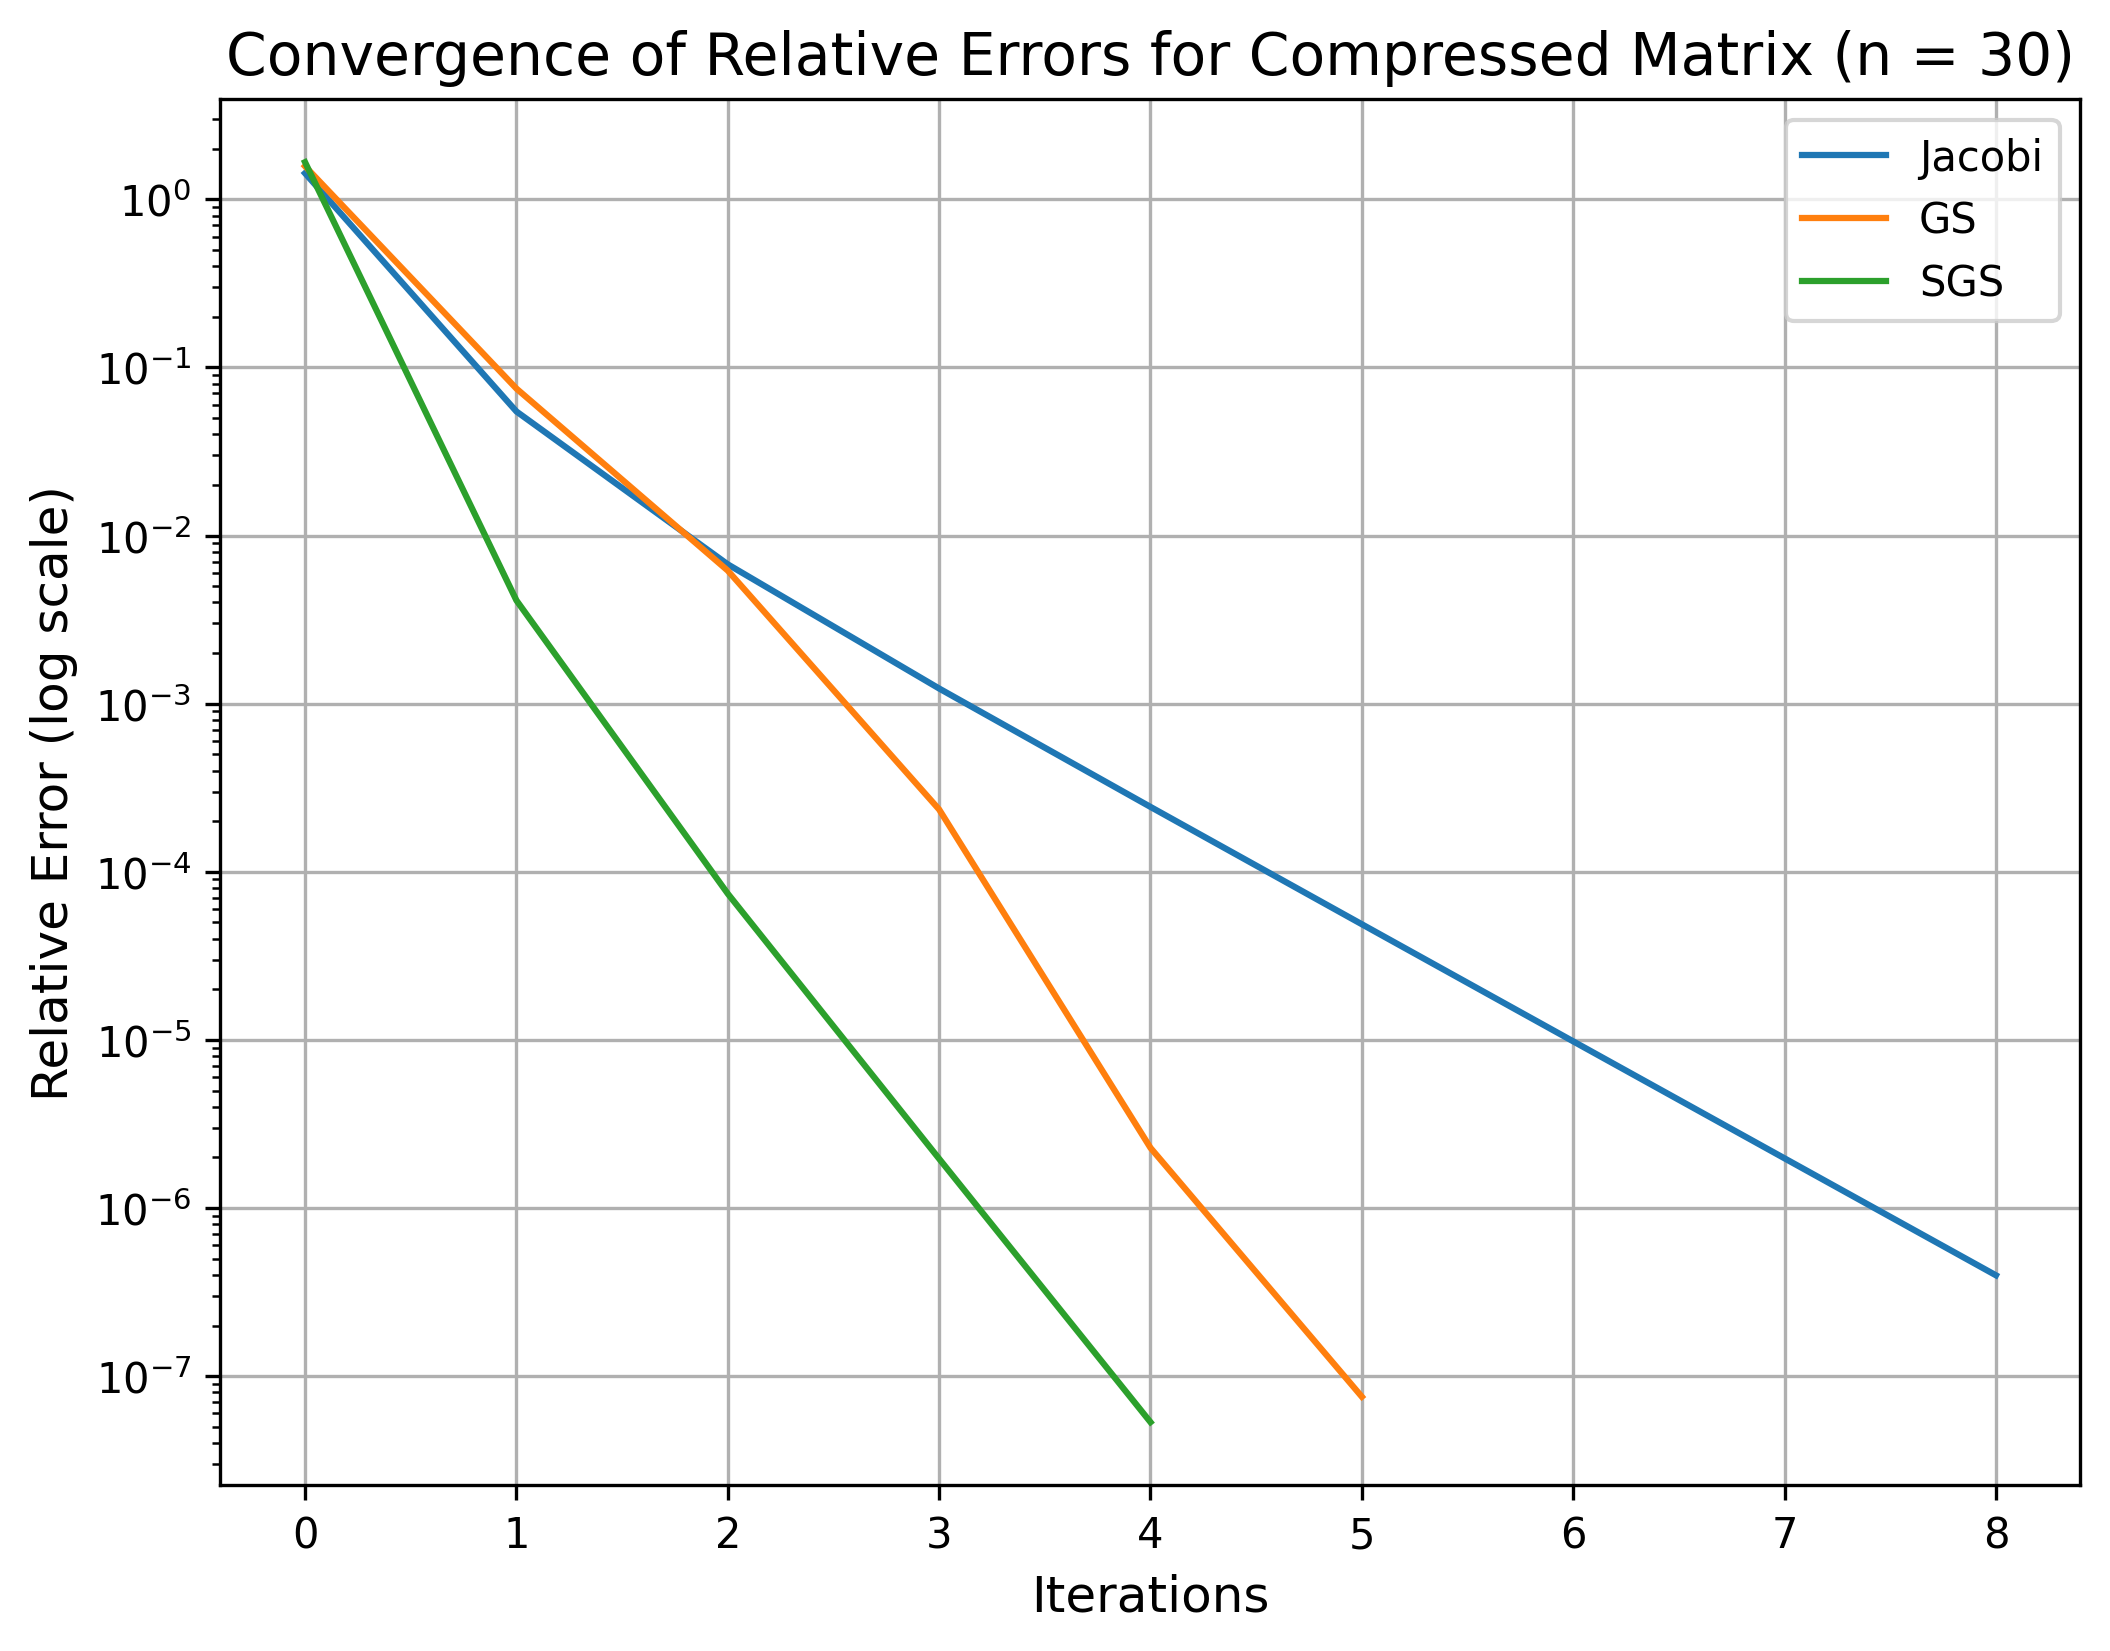 Convergence of Relative Errors for Compressed Matrix (n = 30)
Jacobi
GS
SGS
10⁰
10⁻¹
10⁻²
10⁻³
10⁻⁴
10⁻⁵
10⁻⁶
10⁻⁷
Relative Error (log scale)
0 1 2 3 4 5 6 7 8
Iterations